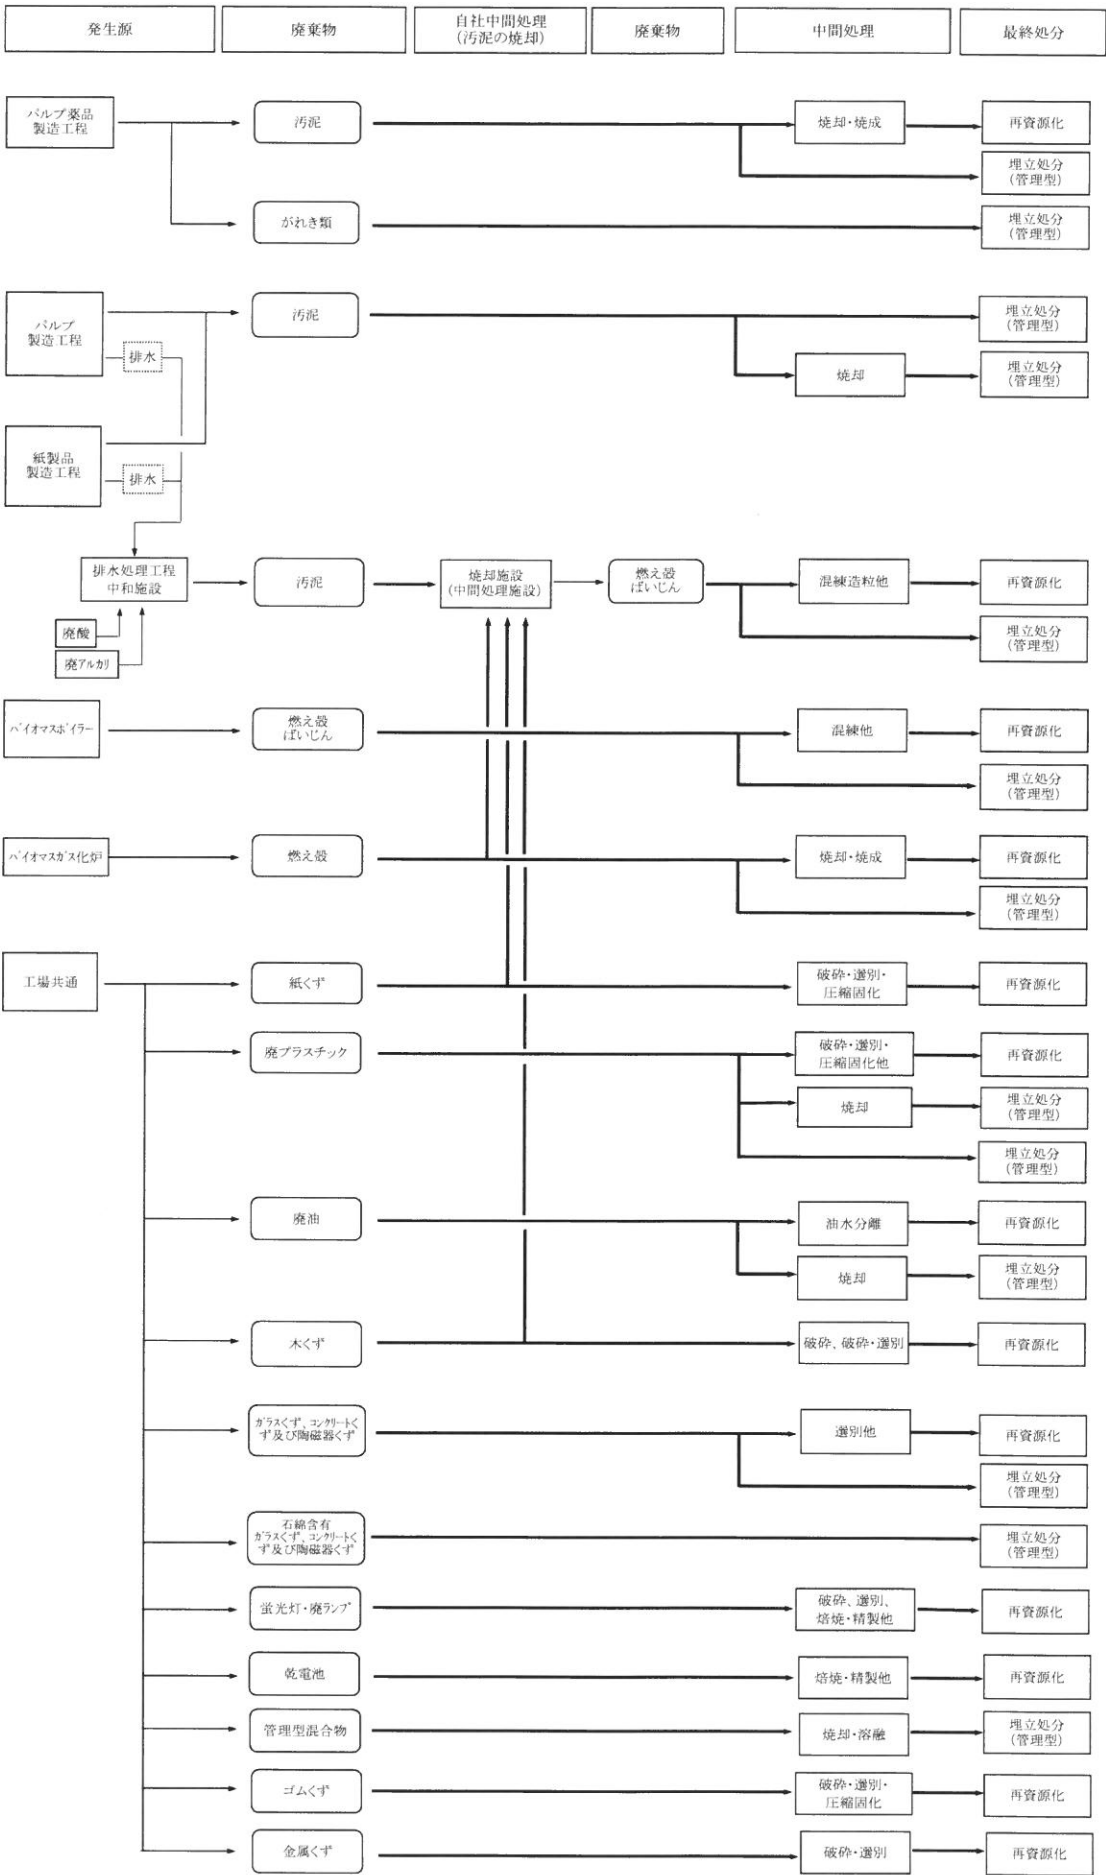 発生源
廃棄物
自社中間処理
(汚泥の焼却)
廃棄物
中間処理
最終処分
パルプ薬品
製造工程
汚泥
焼却・焼成
再資源化
埋立処分
(管理型)
がれき類
埋立処分
(管理型)
パルプ
製造工程
汚泥
埋立処分
(管理型)
排水
焼却
埋立処分
(管理型)
紙製品
製造工程
排水
排水処理工程
中和施設
汚泥
焼却施設
(中間処理施設)
燃え殻
ばいじん
混練造粒他
再資源化
埋立処分
(管理型)
廃酸
廃アルカリ
バイオマスボイラー
燃え殻
ばいじん
混練他
再資源化
埋立処分
(管理型)
バイオマスガス化炉
燃え殻
焼却・焼成
再資源化
埋立処分
(管理型)
工場共通
紙くず
破砕・選別・
圧縮固化
再資源化
廃プラスチック
破砕・選別・
圧縮固化他
再資源化
焼却
埋立処分
(管理型)
埋立処分
(管理型)
廃油
油水分離
再資源化
焼却
埋立処分
(管理型)
木くず
破砕、破砕・選別
再資源化
ガラスくず、コンクリートく
ず及び陶磁器くず
選別他
再資源化
埋立処分
(管理型)
石綿含有
ガラスくず、コンクリートく
ず及び陶磁器くず
埋立処分
(管理型)
蛍光灯・廃ランプ
破砕、選別、
焙焼・精製他
再資源化
乾電池
焙焼・精製他
再資源化
管理型混合物
焼却・溶融
埋立処分
(管理型)
ゴムくず
破砕・選別・
圧縮固化
再資源化
金属くず
破砕・選別
再資源化